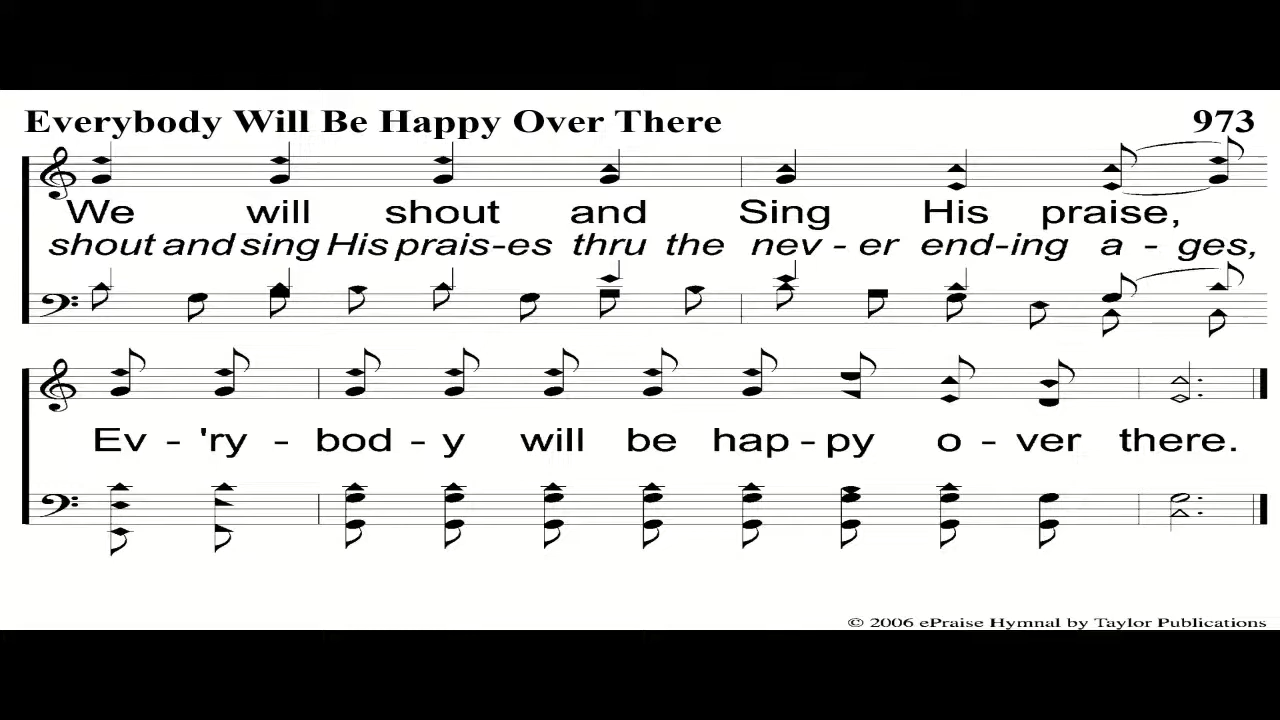 Everybody Will Be Happy Over There 973
We will shout and Sing His praise,
shout and sing His prais-es thru the nev - er end-ing a - ges,
Ev - 'ry - bod - y will be hap - py o - ver there.
© 2006 ePraise Hymnal by Taylor Publications